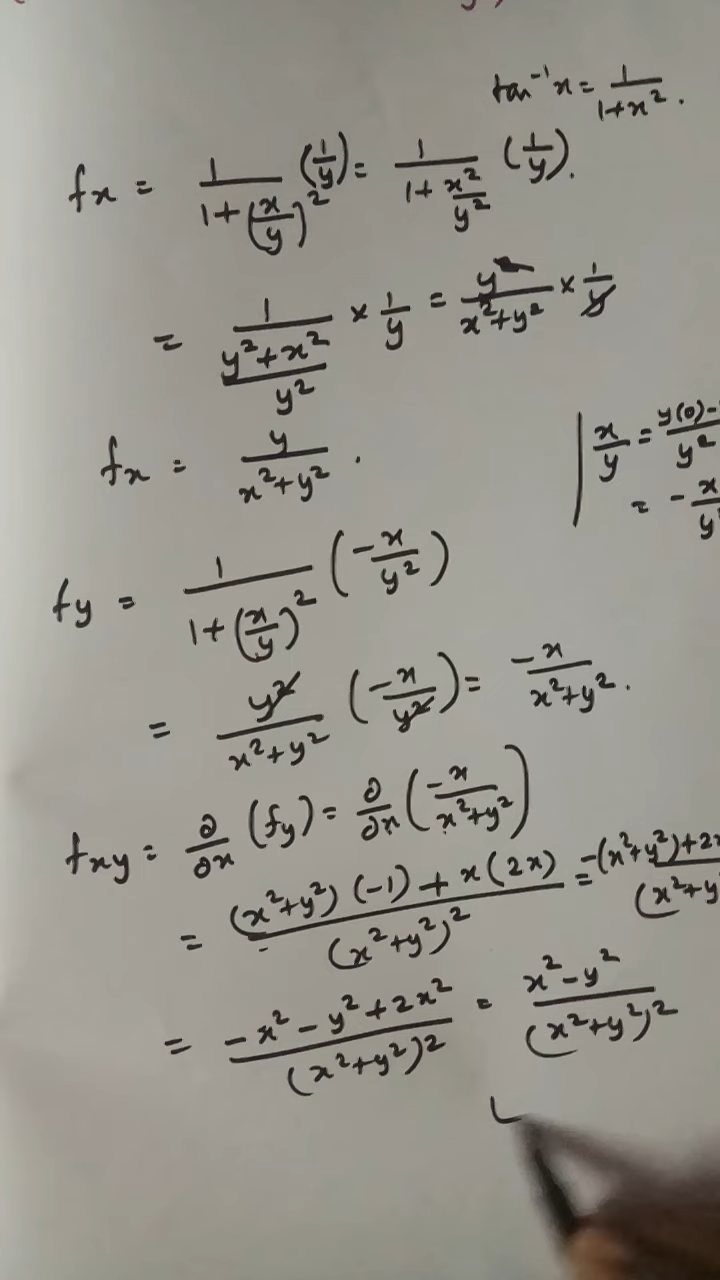 tan⁻¹x = 1/(1+x²).
fx = 1/(1+(x/y)²) (1/y) = 1/(1+x²/y²) (1/y).
= 1/((y²+x²)/y²) × 1/y = y²/(x²+y²) × 1/y
fx = y/(x²+y²).
x/y = y(0)-
y²
= -x
fy = 1/(1+(x/y)²) (-x/y²)
= y²/(x²+y²) (-x/y²) = -x/(x²+y²).
fxy = ∂/∂x (fy) = ∂/∂x (-x/(x²+y²))
= ((x²+y²)(-1)+x(2x))/(x²+y²)² = -(x²+y²)+2x
(x²+y
= (-x²-y²+2x²)/(x²+y²)² = (x²-y²)/(x²+y²)²